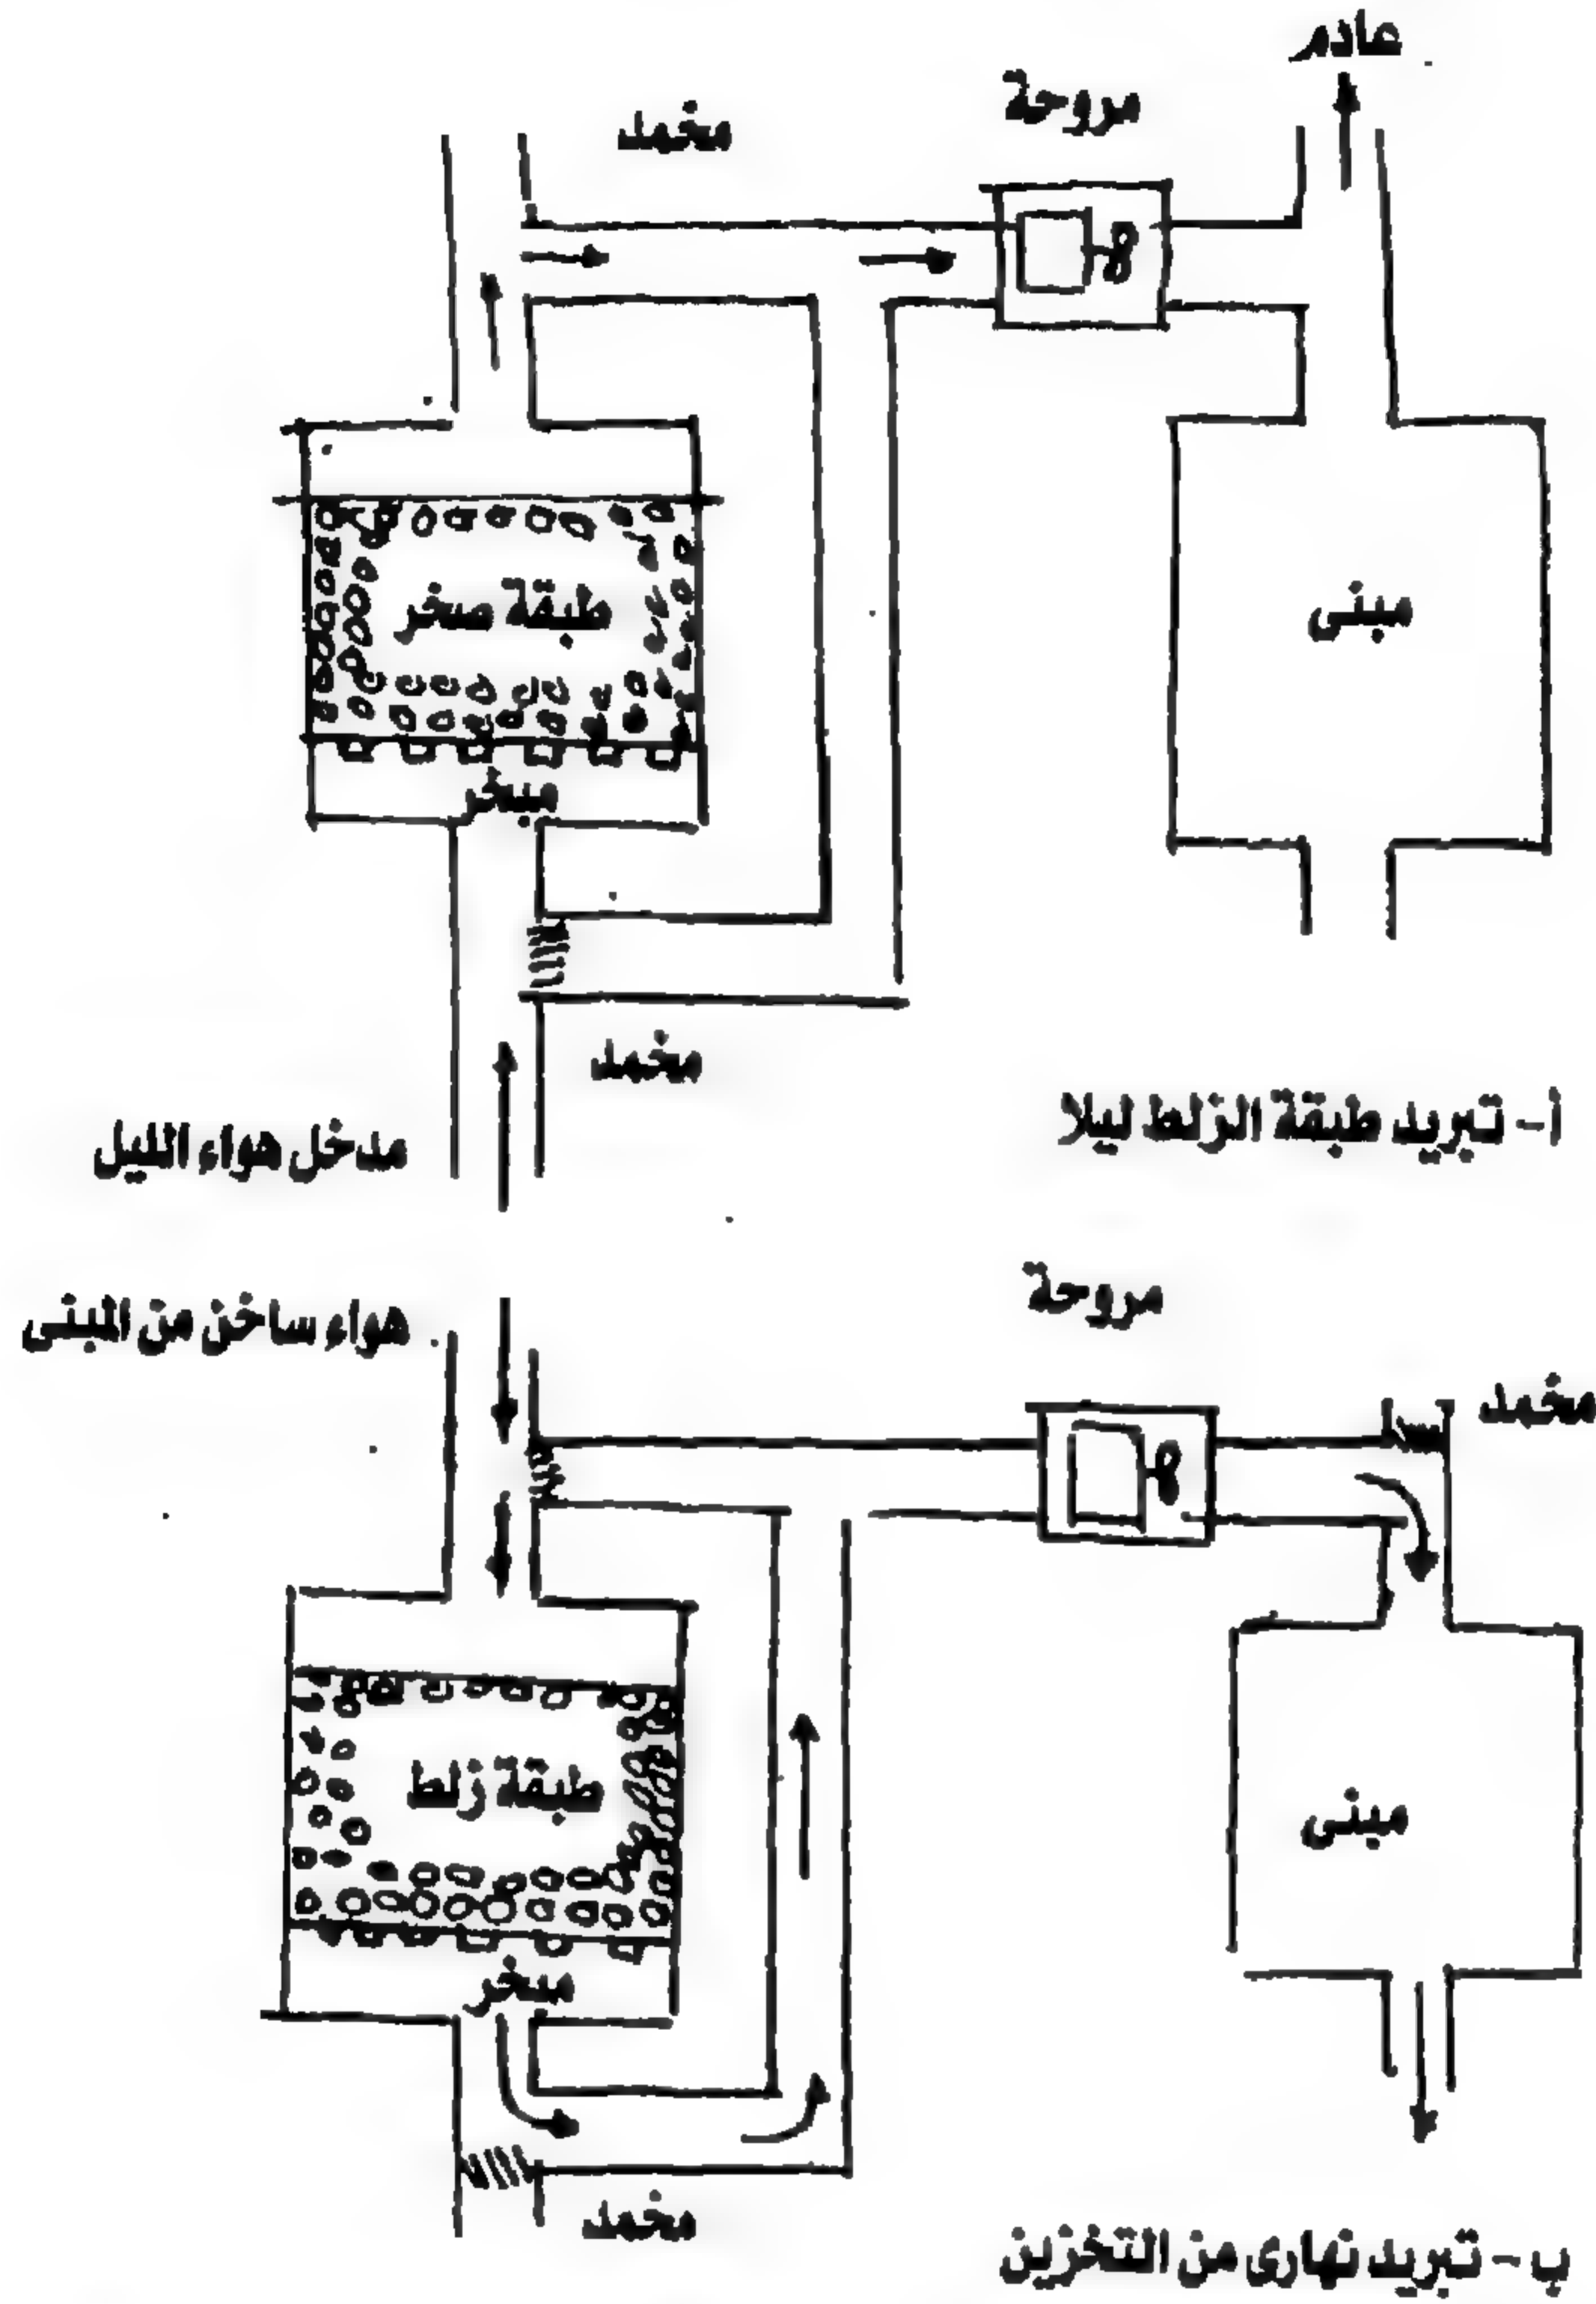 عادم
مروحة
مخمد
طبقة صخر
مبنى
مبخر
مخمد
أ - تبريد طبقة الزلط ليلا
مدخل هواء الليل
مروحة
هواء ساخن من المبنى
مخمد
طبقة زلط
مبنى
مبخر
مخمد
ب - تبريد نهارى من التخزين